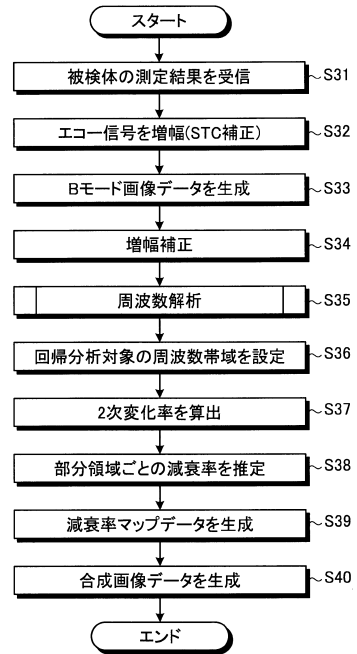 スタート
被検体の測定結果を受信 S31
エコー信号を増幅(STC補正) S32
Bモード画像データを生成 S33
増幅補正 S34
周波数解析 S35
回帰分析対象の周波数帯域を設定 S36
2次変化率を算出 S37
部分領域ごとの減衰率を推定 S38
減衰率マップデータを生成 S39
合成画像データを生成 S40
エンド